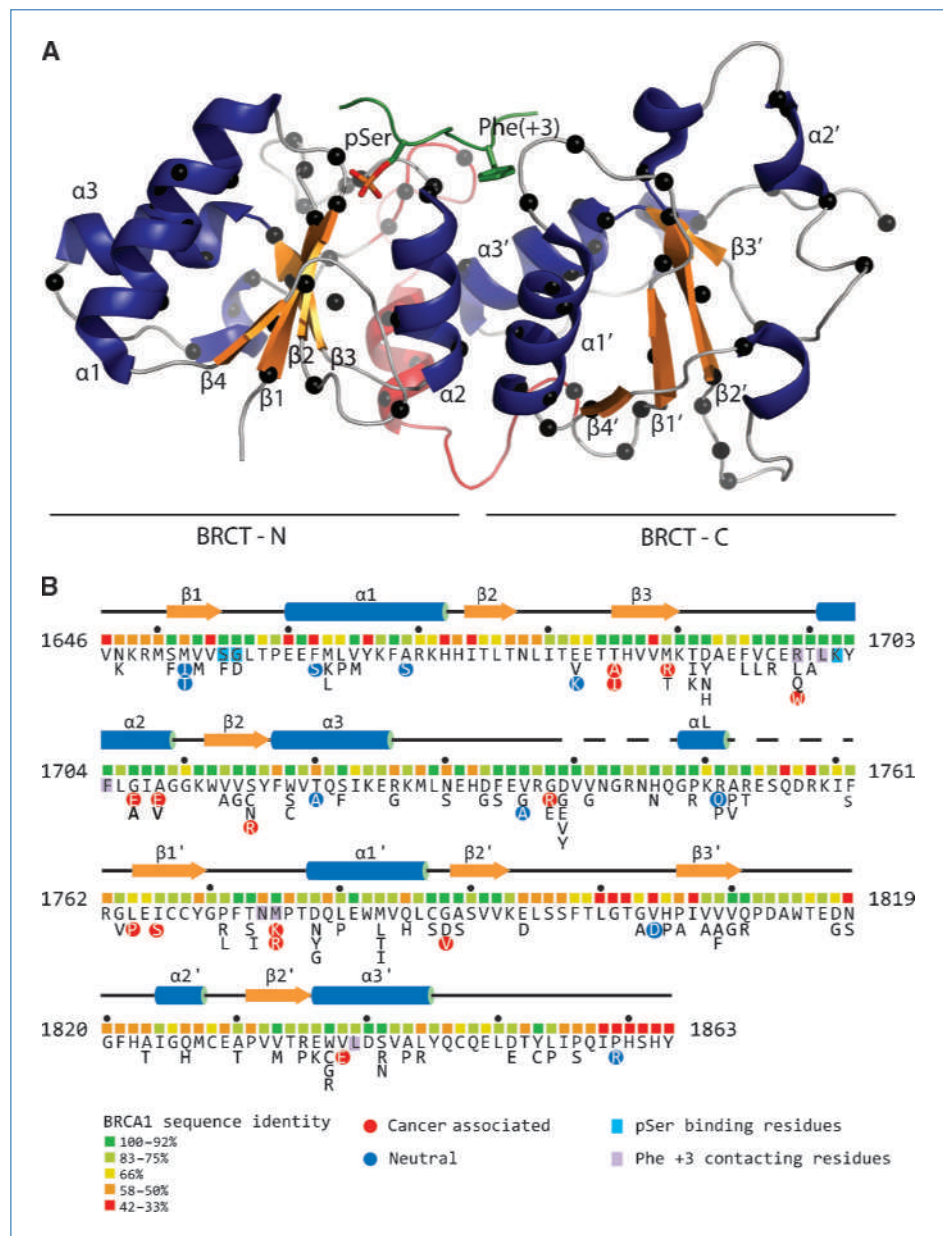 A
α3
pSer
Phe(+3)
α2'
α3'
β3'
α1
β4
β2
β3
β1
α2
α1'
β4'
β1'
β2'
BRCT - N
BRCT - C
B
β1 α1 β2 β3
1646 VNKRMSMVVSGLTPEEFMLVYKFARKHHITLTNLITEETTHVVMKTDAEFVCERTLKY 1703
K F I M F D S K P M S V A R I Y L L R L A
T L K I T K N Q
H W
α2 β2 α3 αL
1704 FLGIAGGKWVVSYFWVTQSIKERKMLNEHDFEVRGDVVNGRNHQGPKRARESQDRKIF 1761
β1' α1' β2' β3'
1762 RGLEICCYGPFTNMPTDQLEWMVQLCGASVVKELSSFTLGTGVHPIVVVQPDAWTEDN 1819
α2' β2' α3'
1820 GFHAIGQMCEAPVVTREWVLDSVALYQCQELDTYLIPQIPHSHY 1863
BRCA1 sequence identity
100–92%
83–75%
66%
58–50%
42–33%
Cancer associated
Neutral
pSer binding residues
Phe +3 contacting residues